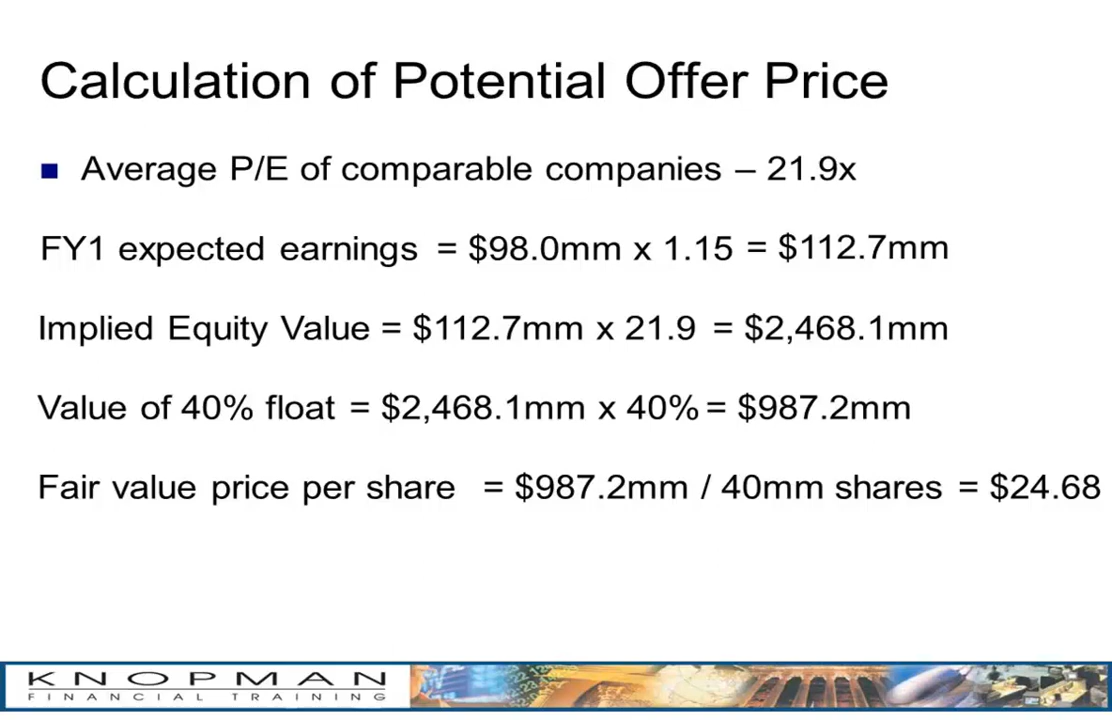 Calculation of Potential Offer Price
Average P/E of comparable companies – 21.9x
FY1 expected earnings = $98.0mm x 1.15 = $112.7mm
Implied Equity Value = $112.7mm x 21.9 = $2,468.1mm
Value of 40% float = $2,468.1mm x 40% = $987.2mm
Fair value price per share = $987.2mm / 40mm shares = $24.68
KNOPMAN
FINANCIAL TRAINING